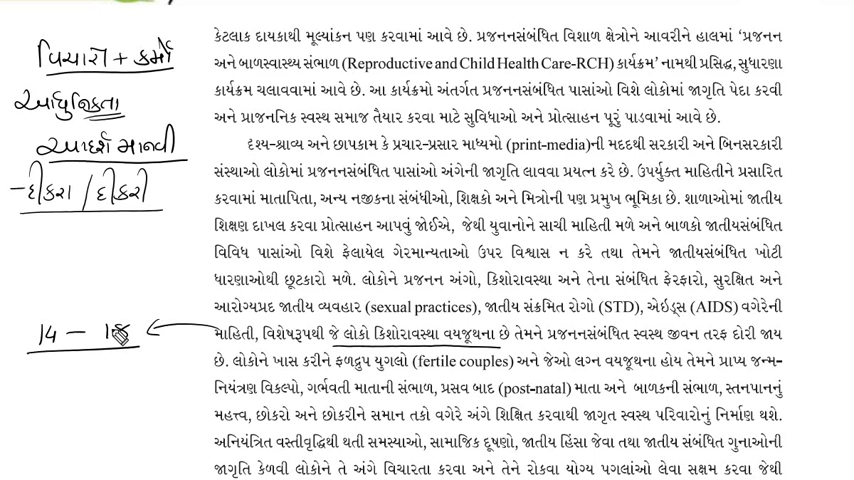 વિચારો + કર્મો
આધુનિકતા
આદર્શ માનવી
- દીકરા / દીકરી
14 - 18
કેટલાક દાયકાથી મૂલ્યાંકન પણ કરવામાં આવે છે. પ્રજનનસંબંધિત વિશાળ ક્ષેત્રોને આવરીને હાલમાં ‘પ્રજનન
અને બાળસ્વાસ્થ્ય સંભાળ (Reproductive and Child Health Care-RCH) કાર્યક્રમ’ નામથી પ્રસિદ્ધ, સુધારણા
કાર્યક્રમ ચલાવવામાં આવે છે. આ કાર્યક્રમો અંતર્ગત પ્રજનનસંબંધિત પાસાંઓ વિશે લોકોમાં જાગૃતિ પેદા કરવી
અને પ્રાજનનિક સ્વસ્થ સમાજ તૈયાર કરવા માટે સુવિધાઓ અને પ્રોત્સાહન પૂરું પાડવામાં આવે છે.
દૃશ્ય-શ્રાવ્ય અને છાપકામ કે પ્રચાર-પ્રસાર માધ્યમો (print-media)ની મદદથી સરકારી અને બિનસરકારી
સંસ્થાઓ લોકોમાં પ્રજનનસંબંધિત પાસાંઓ અંગેની જાગૃતિ લાવવા પ્રયત્ન કરે છે. ઉપર્યુક્ત માહિતીને પ્રસારિત
કરવામાં માતાપિતા, અન્ય નજીકના સંબંધીઓ, શિક્ષકો અને મિત્રોની પણ પ્રમુખ ભૂમિકા છે. શાળાઓમાં જાતીય
શિક્ષણ દાખલ કરવા પ્રોત્સાહન આપવું જોઈએ, જેથી યુવાનોને સાચી માહિતી મળે અને બાળકો જાતીયસંબંધિત
વિવિધ પાસાંઓ વિશે ફેલાયેલ ગેરમાન્યતાઓ ઉપર વિશ્વાસ ન કરે તથા તેમને જાતીયસંબંધિત ખોટી
ધારણાઓથી છૂટકારો મળે. લોકોને પ્રજનન અંગો, કિશોરાવસ્થા અને તેના સંબંધિત ફેરફારો, સુરક્ષિત અને
આરોગ્યપ્રદ જાતીય વ્યવહાર (sexual practices), જાતીય સંક્રમિત રોગો (STD), એઇડ્સ (AIDS) વગેરેની
માહિતી, વિશેષરૂપથી જે લોકો કિશોરાવસ્થા વયજૂથના છે તેમને પ્રજનનસંબંધિત સ્વસ્થ જીવન તરફ દોરી જાય
છે. લોકોને ખાસ કરીને ફળદ્રુપ યુગલો (fertile couples) અને જેઓ લગ્ન વયજૂથના હોય તેમને પ્રાપ્ય જન્મ-
નિયંત્રણ વિકલ્પો, ગર્ભવતી માતાની સંભાળ, પ્રસવ બાદ (post-natal) માતા અને બાળકની સંભાળ, સ્તનપાનનું
મહત્ત્વ, છોકરો અને છોકરીને સમાન તકો વગેરે અંગે શિક્ષિત કરવાથી જાગૃત સ્વસ્થ પરિવારોનું નિર્માણ થશે.
અનિયંત્રિત વસ્તીવૃદ્ધિથી થતી સમસ્યાઓ, સામાજિક દૂષણો, જાતીય હિંસા જેવા તથા જાતીય સંબંધિત ગુનાઓની
જાગૃતિ કેળવી લોકોને તે અંગે વિચારતા કરવા અને તેને રોકવા યોગ્ય પગલાંઓ લેવા સક્ષમ કરવા જેથી